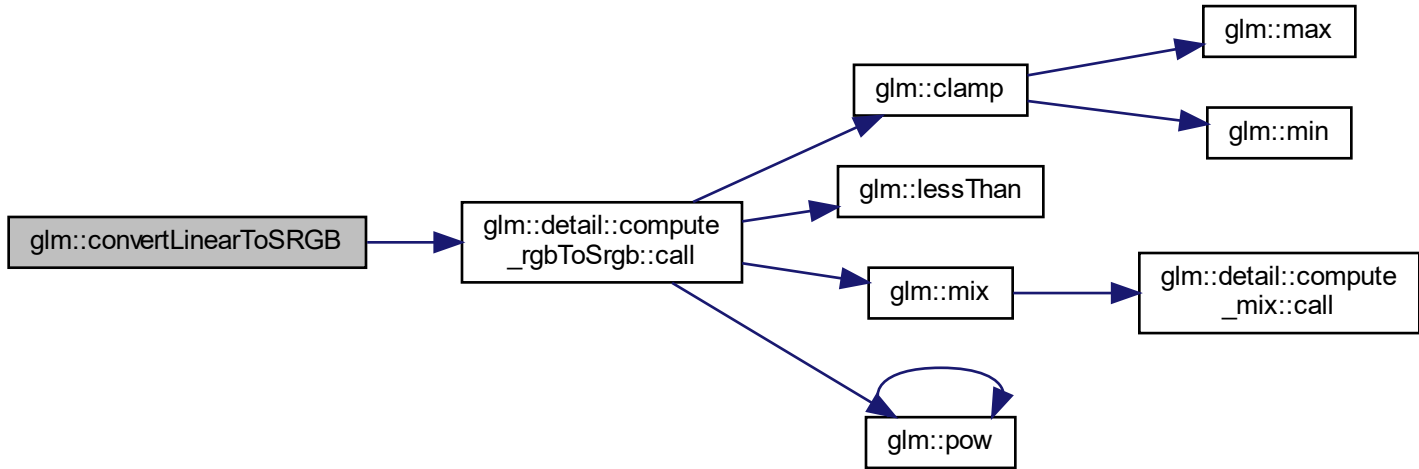 glm::convertLinearToSRGB
glm::detail::compute
_rgbToSrgb::call
glm::clamp
glm::max
glm::min
glm::lessThan
glm::mix
glm::detail::compute
_mix::call
glm::pow